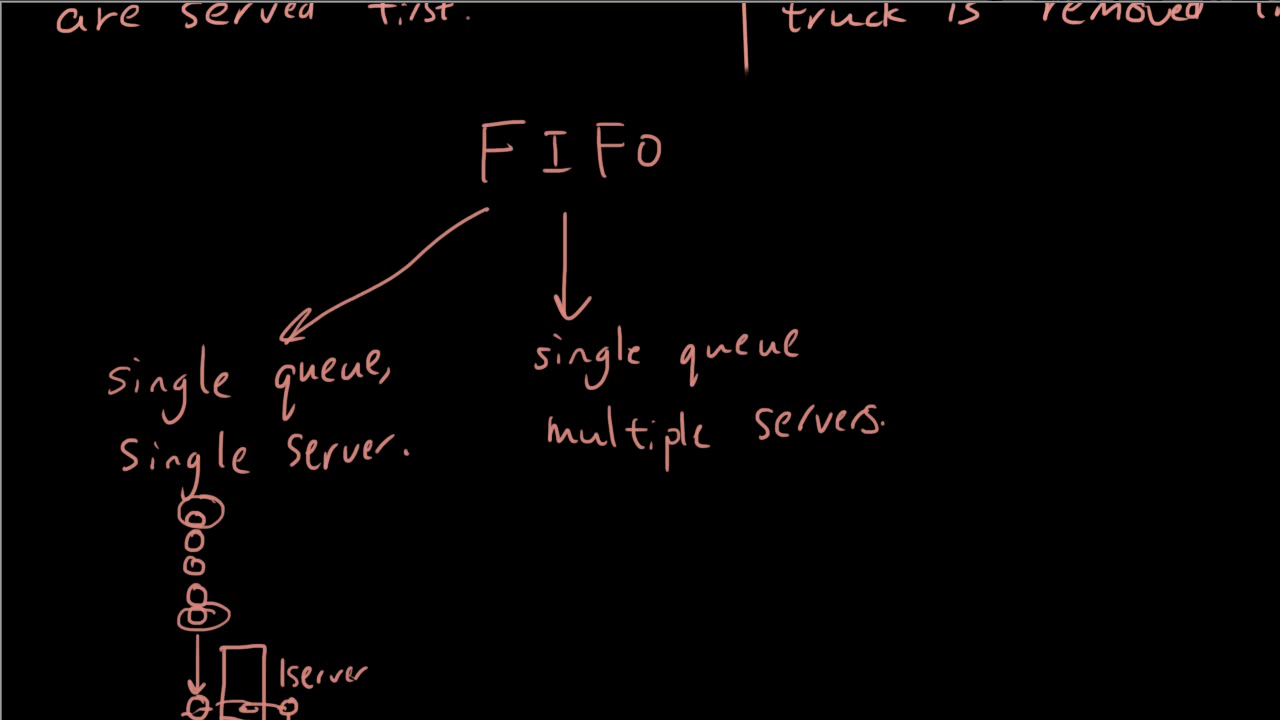 are served first.
truck is removed
FIFO
single queue,
single server.
single queue
multiple servers.
1server